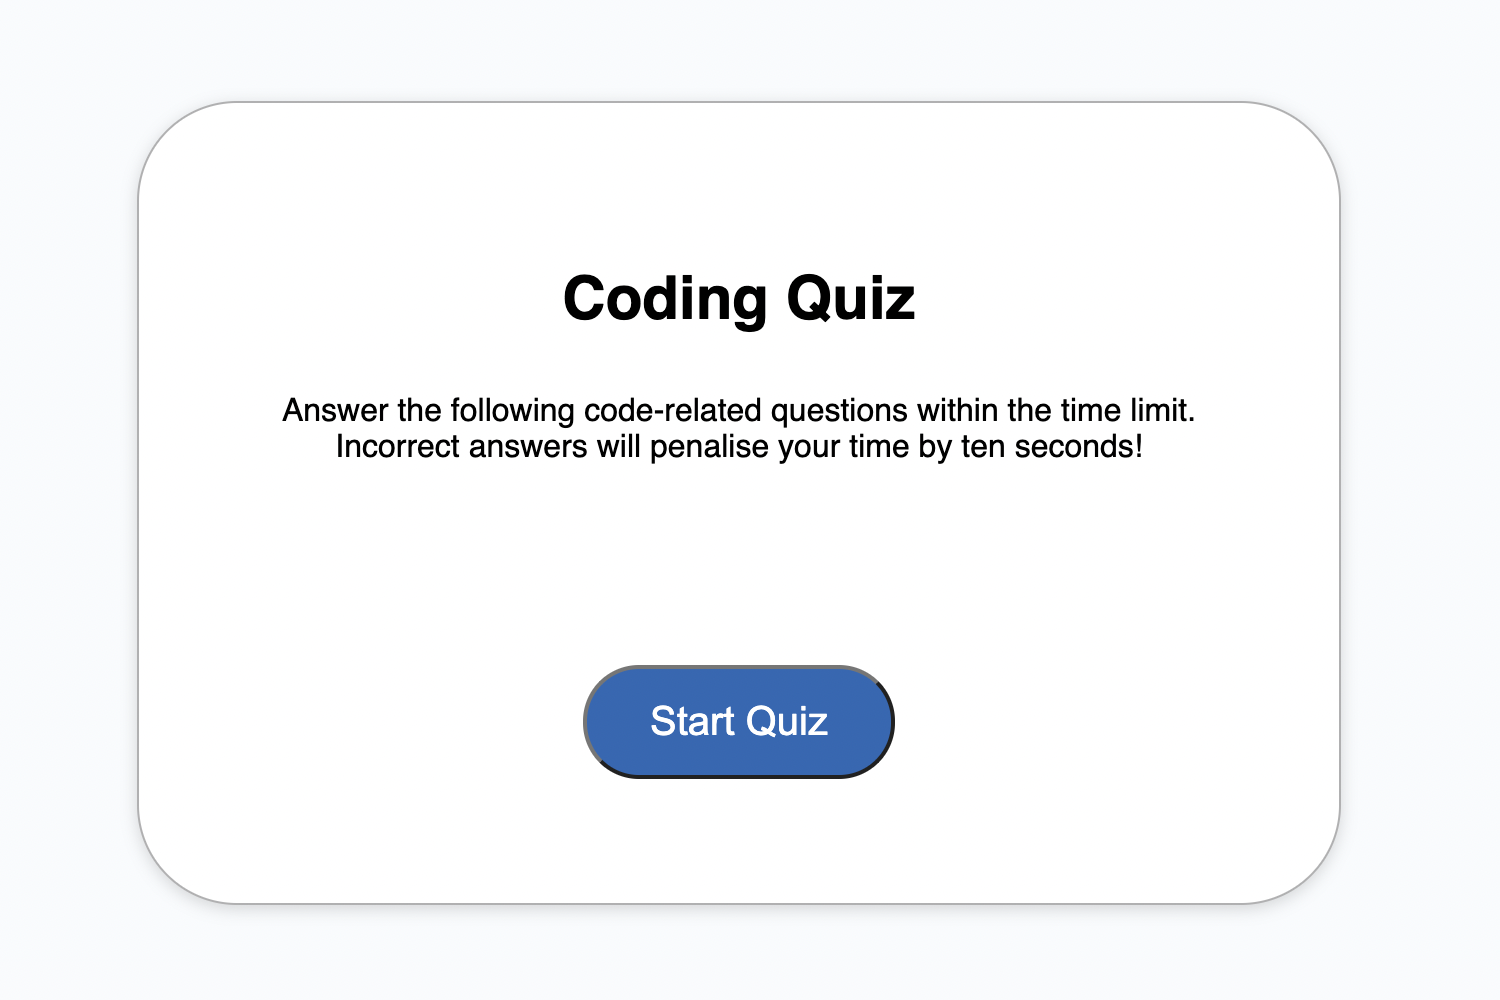 Coding Quiz
Answer the following code-related questions within the time limit.
Incorrect answers will penalise your time by ten seconds!
Start Quiz